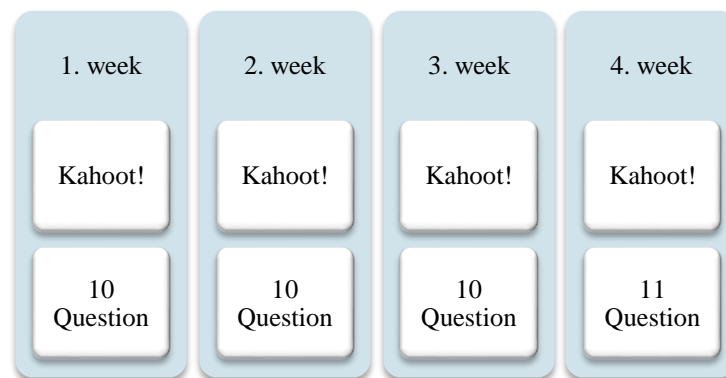 1. week
Kahoot!
10
Question
2. week
Kahoot!
10
Question
3. week
Kahoot!
10
Question
4. week
Kahoot!
11
Question